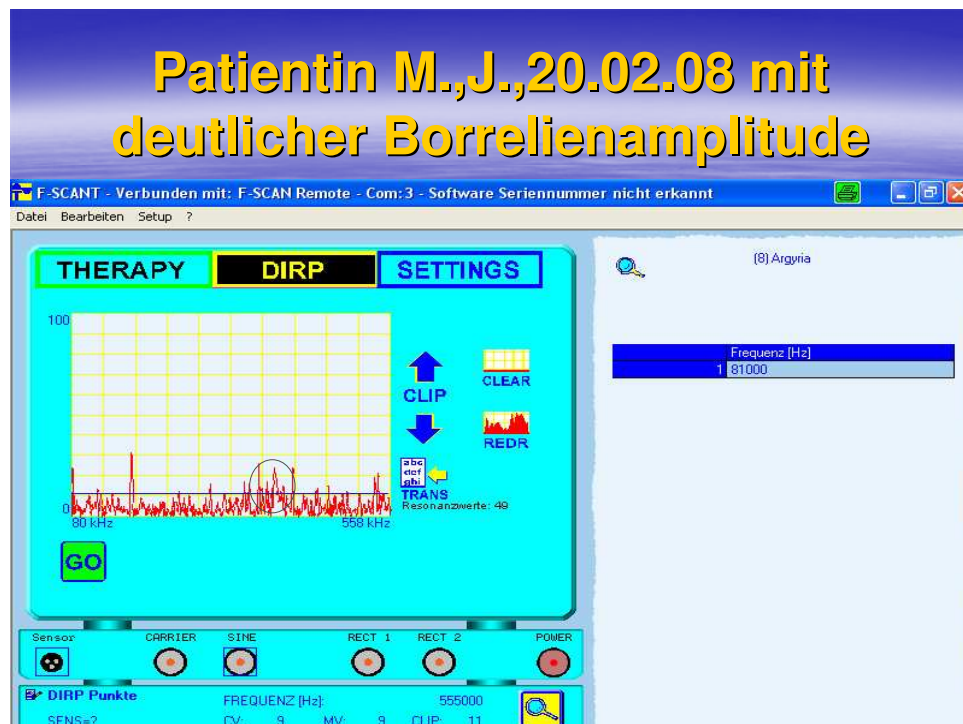 Patientin M.,J.,20.02.08 mit
deutlicher Borrelienamplitude
F-SCANT - Verbunden mit: F-SCAN Remote - Com:3 - Software Seriennummer nicht erkannt
Datei Bearbeiten Setup ?
THERAPY DIRP SETTINGS
(8) Argyria
100
Frequenz [Hz]
1 81000
CLIP
CLEAR
REDR
abc
def
ghi
TRANS
Resonanzwerte: 49
0
80 kHz 558 kHz
GO
Sensor CARRIER SINE RECT 1 RECT 2 POWER
DIRP Punkte
FREQUENZ [Hz]: 555000
SENS=?
CV: 9 MV: 9 CLIP: 11